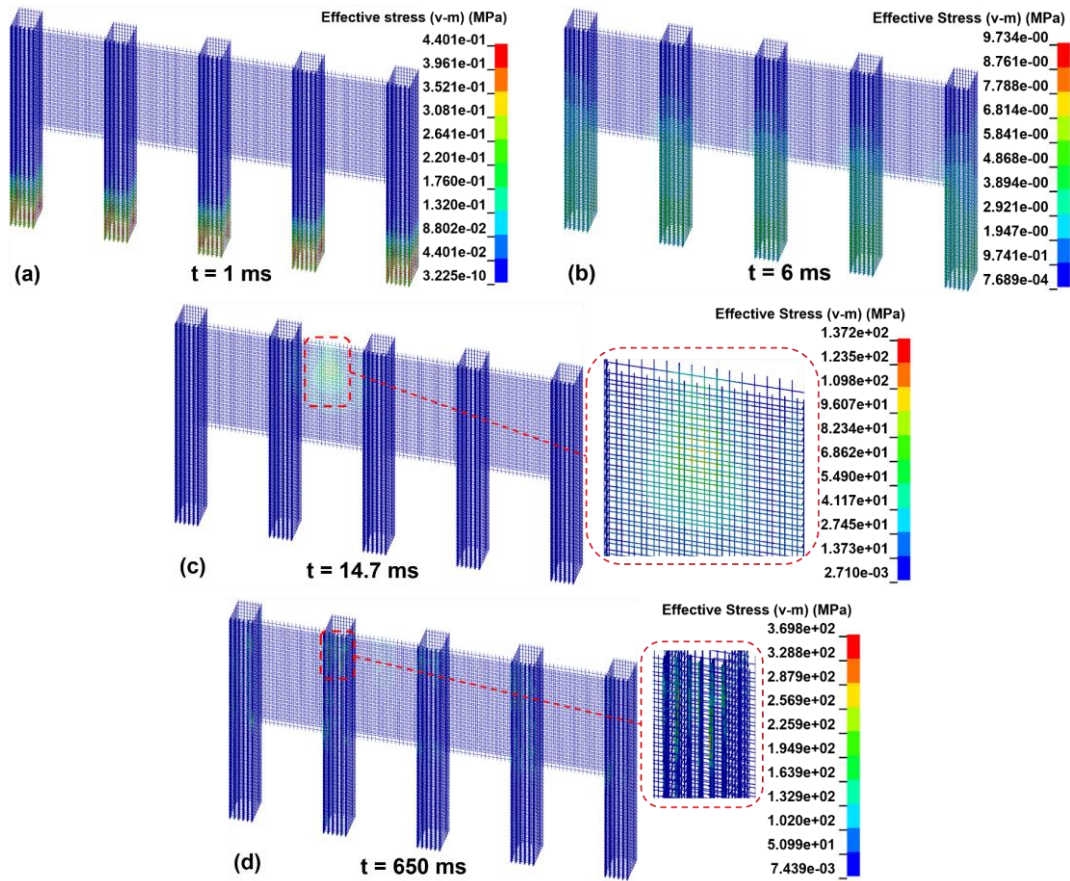 Effective stress (v-m) (MPa)
4.401e-01
3.961e-01
3.521e-01
3.081e-01
2.641e-01
2.201e-01
1.760e-01
1.320e-01
8.802e-02
4.401e-02
3.225e-10
(a)
t = 1 ms
Effective Stress (v-m) (MPa)
9.734e-00
8.761e-00
7.788e-00
6.814e-00
5.841e-00
4.868e-00
3.894e-00
2.921e-00
1.947e-00
9.741e-01
7.689e-04
(b)
t = 6 ms
Effective Stress (v-m) (MPa)
1.372e+02
1.235e+02
1.098e+02
9.607e+01
8.234e+01
6.862e+01
5.490e+01
4.117e+01
2.745e+01
1.373e+01
2.710e-03
(c)
t = 14.7 ms
Effective Stress (v-m) (MPa)
3.698e+02
3.288e+02
2.879e+02
2.569e+02
2.259e+02
1.949e+02
1.639e+02
1.329e+02
1.020e+02
5.099e+01
7.439e-03
(d)
t = 650 ms